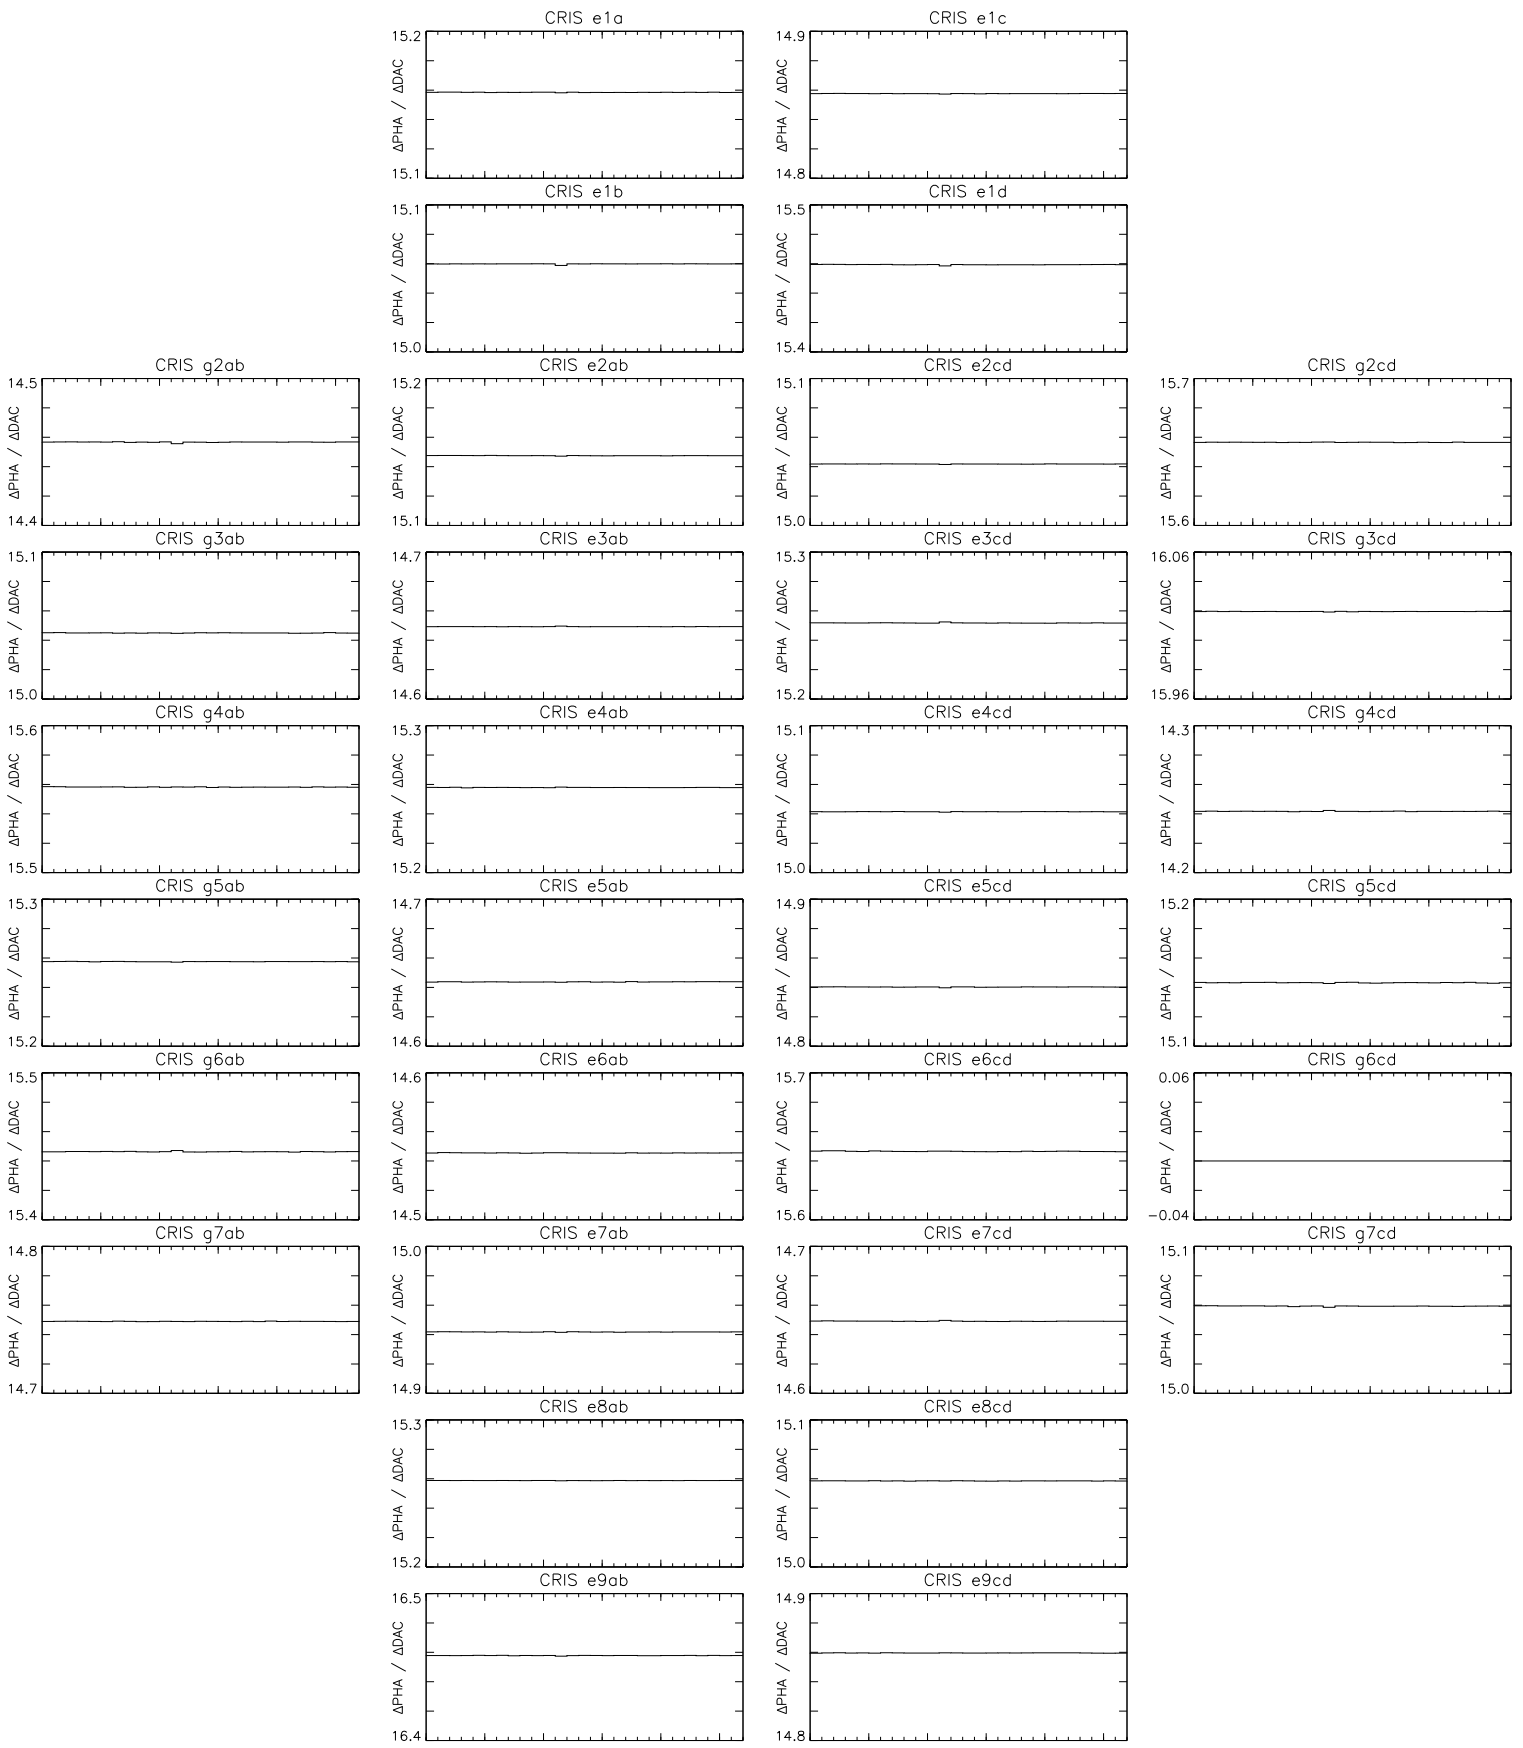 CRIS e1a CRIS e1c
15.2 14.9
ΔPHA / ΔDAC ΔPHA / ΔDAC
15.1 14.8
CRIS e1b CRIS e1d
15.1 15.5
ΔPHA / ΔDAC ΔPHA / ΔDAC
15.0 15.4
CRIS g2ab CRIS e2ab CRIS e2cd CRIS g2cd
14.5 15.2 15.1 15.7
ΔPHA / ΔDAC ΔPHA / ΔDAC ΔPHA / ΔDAC ΔPHA / ΔDAC
14.4 15.1 15.0 15.6
CRIS g3ab CRIS e3ab CRIS e3cd CRIS g3cd
15.1 14.7 15.3 16.06
ΔPHA / ΔDAC ΔPHA / ΔDAC ΔPHA / ΔDAC ΔPHA / ΔDAC
15.0 14.6 15.2 15.96
CRIS g4ab CRIS e4ab CRIS e4cd CRIS g4cd
15.6 15.3 15.1 14.3
ΔPHA / ΔDAC ΔPHA / ΔDAC ΔPHA / ΔDAC ΔPHA / ΔDAC
15.5 15.2 15.0 14.2
CRIS g5ab CRIS e5ab CRIS e5cd CRIS g5cd
15.3 14.7 14.9 15.2
ΔPHA / ΔDAC ΔPHA / ΔDAC ΔPHA / ΔDAC ΔPHA / ΔDAC
15.2 14.6 14.8 15.1
CRIS g6ab CRIS e6ab CRIS e6cd CRIS g6cd
15.5 14.6 15.7 0.06
ΔPHA / ΔDAC ΔPHA / ΔDAC ΔPHA / ΔDAC ΔPHA / ΔDAC
15.4 14.5 15.6 −0.04
CRIS g7ab CRIS e7ab CRIS e7cd CRIS g7cd
14.8 15.0 14.7 15.1
ΔPHA / ΔDAC ΔPHA / ΔDAC ΔPHA / ΔDAC ΔPHA / ΔDAC
14.7 14.9 14.6 15.0
CRIS e8ab CRIS e8cd
15.3 15.1
ΔPHA / ΔDAC ΔPHA / ΔDAC
15.2 15.0
CRIS e9ab CRIS e9cd
16.5 14.9
ΔPHA / ΔDAC ΔPHA / ΔDAC
16.4 14.8